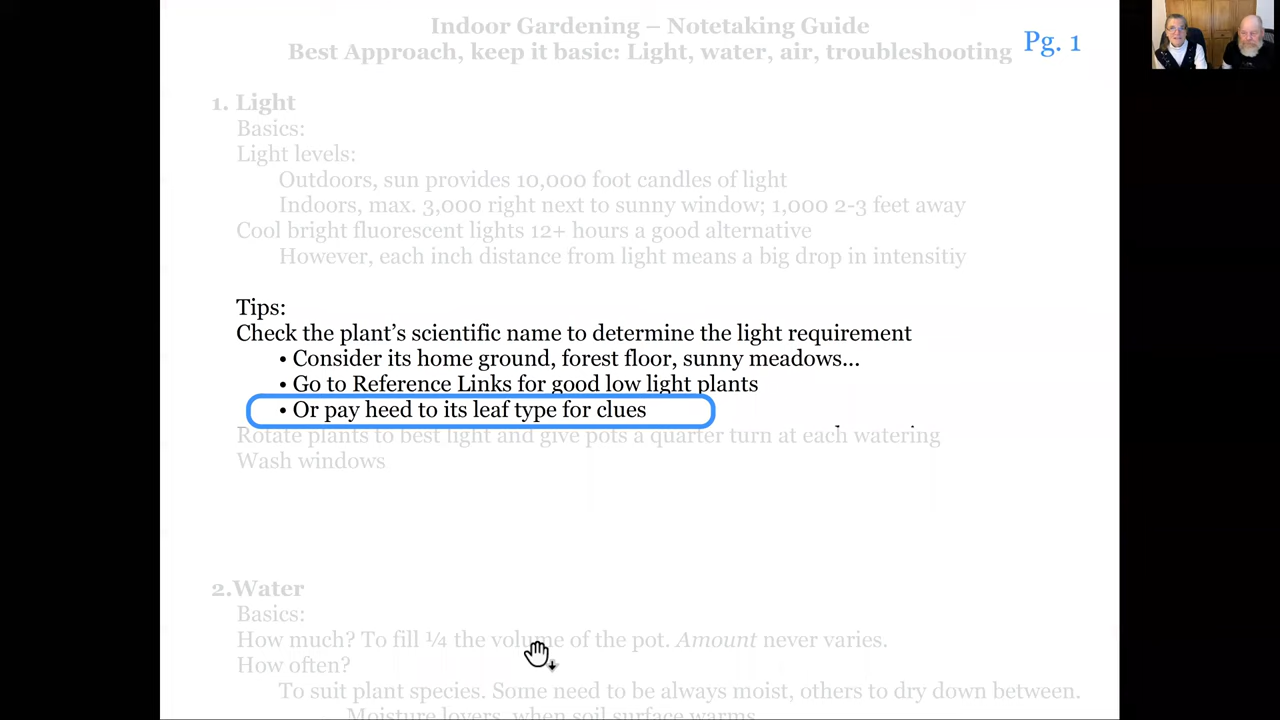 Indoor Gardening – Notetaking Guide
Best Approach, keep it basic: Light, water, air, troubleshooting
Pg. 1
1. Light
Basics:
Light levels:
Outdoors, sun provides 10,000 foot candles of light
Indoors, max. 3,000 right next to sunny window; 1,000 2-3 feet away
Cool bright fluorescent lights 12+ hours a good alternative
However, each inch distance from light means a big drop in intensitiy
Tips:
Check the plant’s scientific name to determine the light requirement
• Consider its home ground, forest floor, sunny meadows...
• Go to Reference Links for good low light plants
• Or pay heed to its leaf type for clues
Rotate plants to best light and give pots a quarter turn at each watering
Wash windows
2.Water
Basics:
How much? To fill ¼ the volume of the pot. Amount never varies.
How often?
To suit plant species. Some need to be always moist, others to dry down between.
Moisture lovers, when soil surface warms